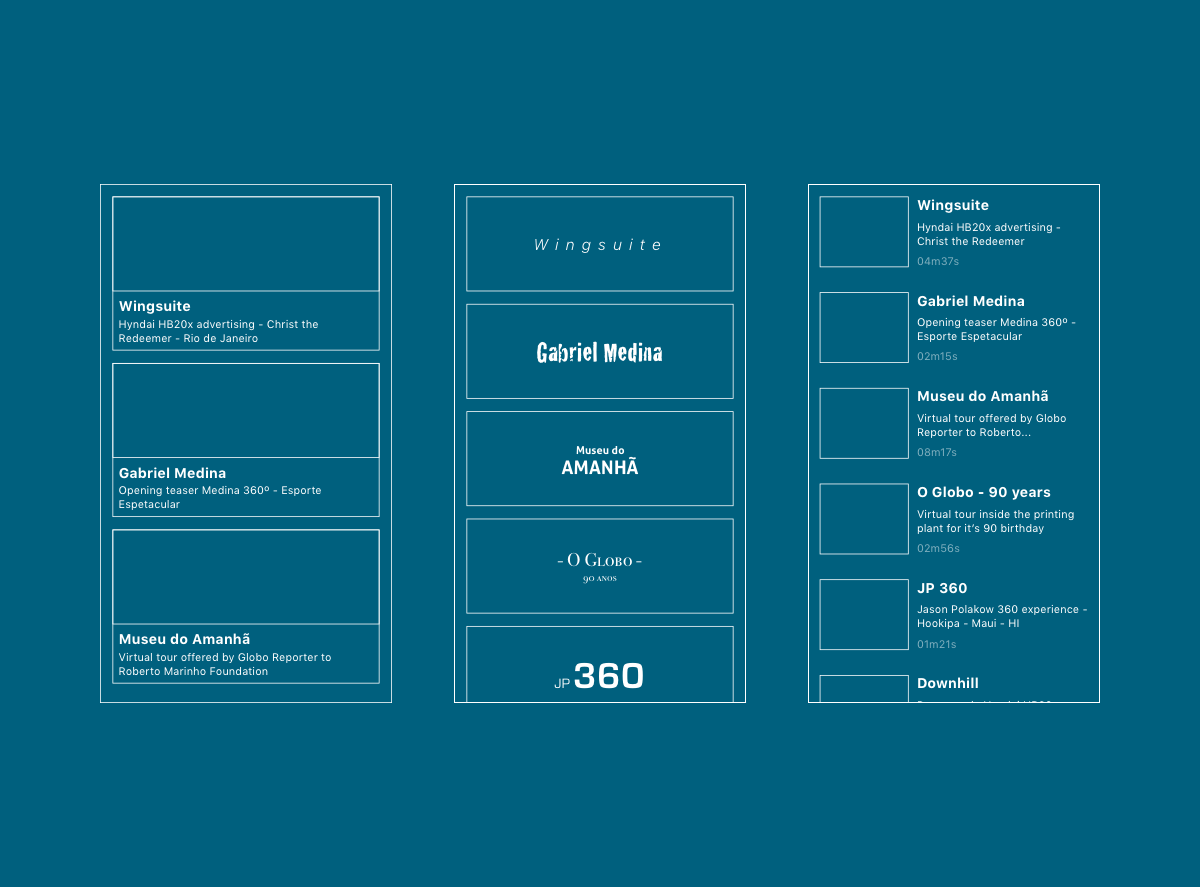 Wingsuite
Hyndai HB20x advertising - Christ the
Redeemer - Rio de Janeiro
Gabriel Medina
Opening teaser Medina 360º - Esporte
Espetacular
Museu do Amanhã
Virtual tour offered by Globo Reporter to
Roberto Marinho Foundation
Wingsuite
Gabriel Medina
Museu do
AMANHÃ
- O GLOBO -
90 ANOS
JP 360
Wingsuite
Hyndai HB20x advertising -
Christ the Redeemer
04m37s
Gabriel Medina
Opening teaser Medina 360º -
Esporte Espetacular
02m15s
Museu do Amanhã
Virtual tour offered by Globo
Reporter to Roberto...
08m17s
O Globo - 90 years
Virtual tour inside the printing
plant for it's 90 birthday
02m56s
JP 360
Jason Polakow 360 experience -
Hookipa - Maui - HI
01m21s
Downhill